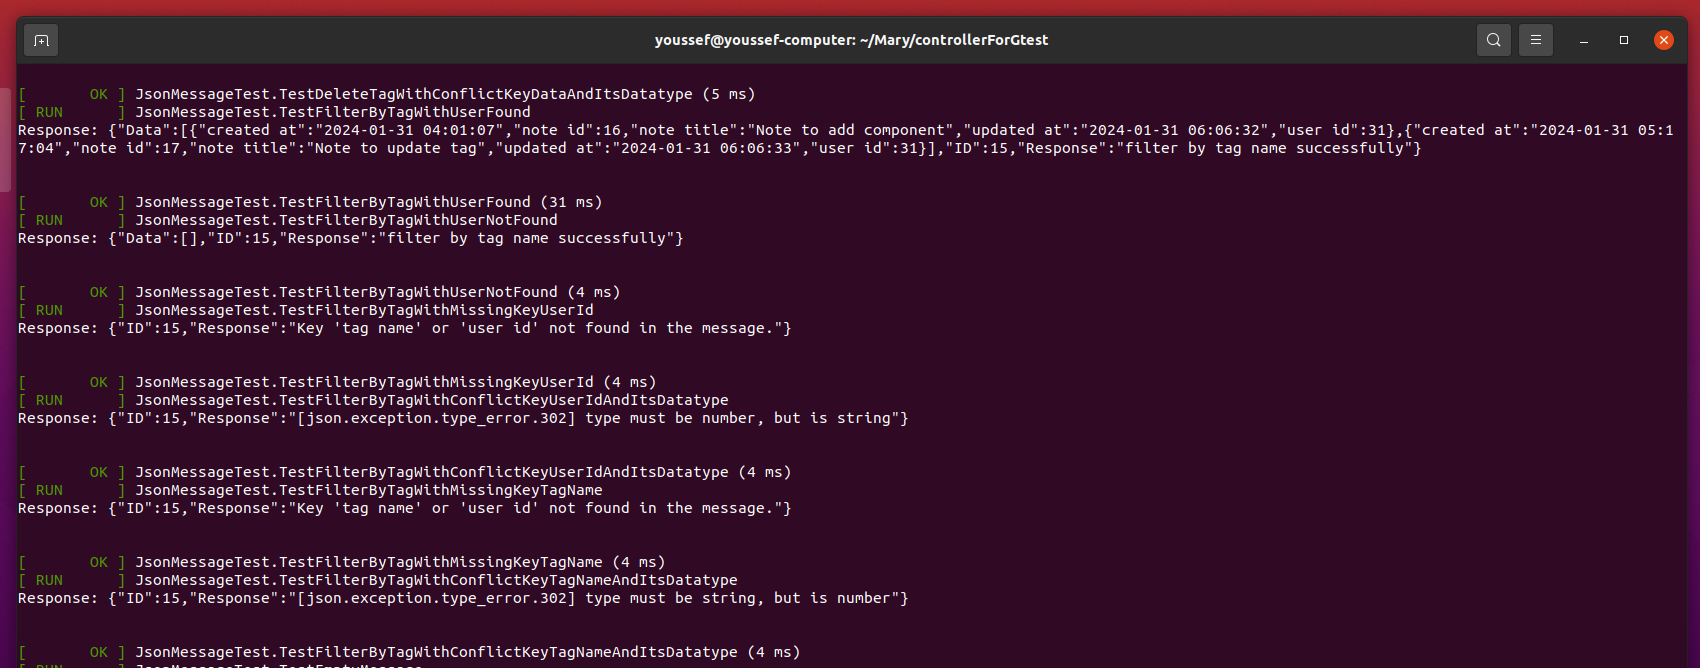 youssef@youssef-computer: ~/Mary/controllerForGtest
[       OK ] JsonMessageTest.TestDeleteTagWithConflictKeyDataAndItsDatatype (5 ms)
[ RUN      ] JsonMessageTest.TestFilterByTagWithUserFound
Response: {"Data":[{"created at":"2024-01-31 04:01:07","note id":16,"note title":"Note to add component","updated at":"2024-01-31 06:06:32","user id":31},{"created at":"2024-01-31 05:1
7:04","note id":17,"note title":"Note to update tag","updated at":"2024-01-31 06:06:33","user id":31}],"ID":15,"Response":"filter by tag name successfully"}
[       OK ] JsonMessageTest.TestFilterByTagWithUserFound (31 ms)
[ RUN      ] JsonMessageTest.TestFilterByTagWithUserNotFound
Response: {"Data":[],"ID":15,"Response":"filter by tag name successfully"}
[       OK ] JsonMessageTest.TestFilterByTagWithUserNotFound (4 ms)
[ RUN      ] JsonMessageTest.TestFilterByTagWithMissingKeyUserId
Response: {"ID":15,"Response":"Key 'tag name' or 'user id' not found in the message."}
[       OK ] JsonMessageTest.TestFilterByTagWithMissingKeyUserId (4 ms)
[ RUN      ] JsonMessageTest.TestFilterByTagWithConflictKeyUserIdAndItsDatatype
Response: {"ID":15,"Response":"[json.exception.type_error.302] type must be number, but is string"}
[       OK ] JsonMessageTest.TestFilterByTagWithConflictKeyUserIdAndItsDatatype (4 ms)
[ RUN      ] JsonMessageTest.TestFilterByTagWithMissingKeyTagName
Response: {"ID":15,"Response":"Key 'tag name' or 'user id' not found in the message."}
[       OK ] JsonMessageTest.TestFilterByTagWithMissingKeyTagName (4 ms)
[ RUN      ] JsonMessageTest.TestFilterByTagWithConflictKeyTagNameAndItsDatatype
Response: {"ID":15,"Response":"[json.exception.type_error.302] type must be string, but is number"}
[       OK ] JsonMessageTest.TestFilterByTagWithConflictKeyTagNameAndItsDatatype (4 ms)
[ RUN      ] JsonMessageTest.TestEmptyMessage